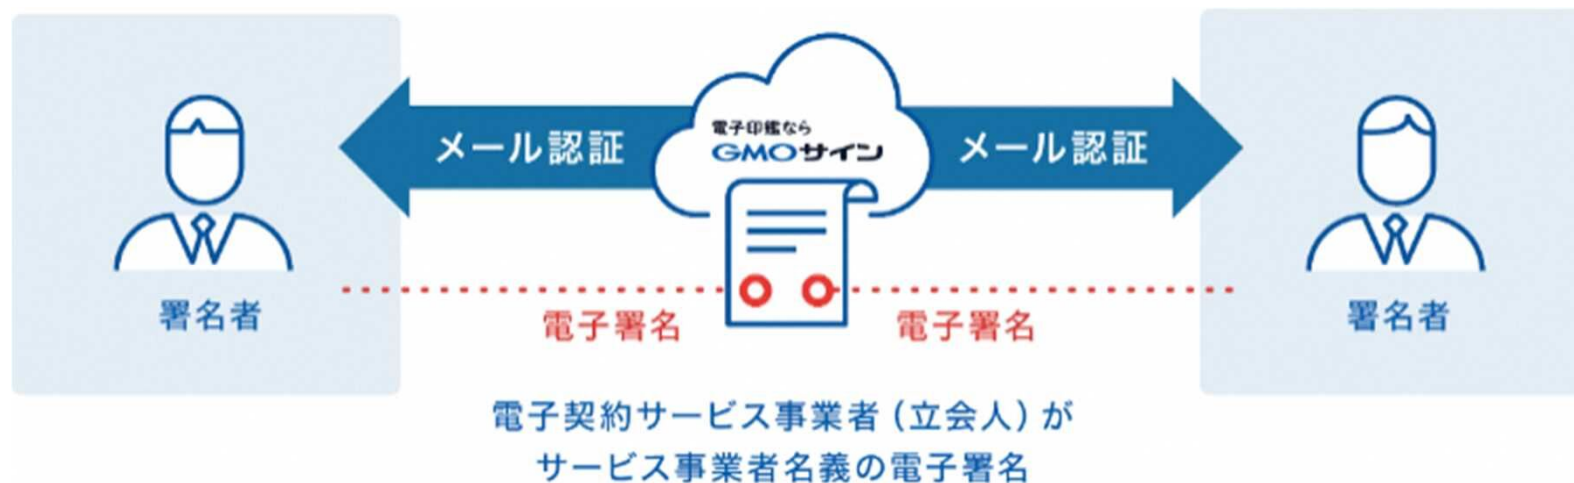 メール認証
電子印鑑なら
GMOサイン
メール認証
署名者
電子署名
電子署名
署名者
電子契約サービス事業者（立会人）が
サービス事業者名義の電子署名